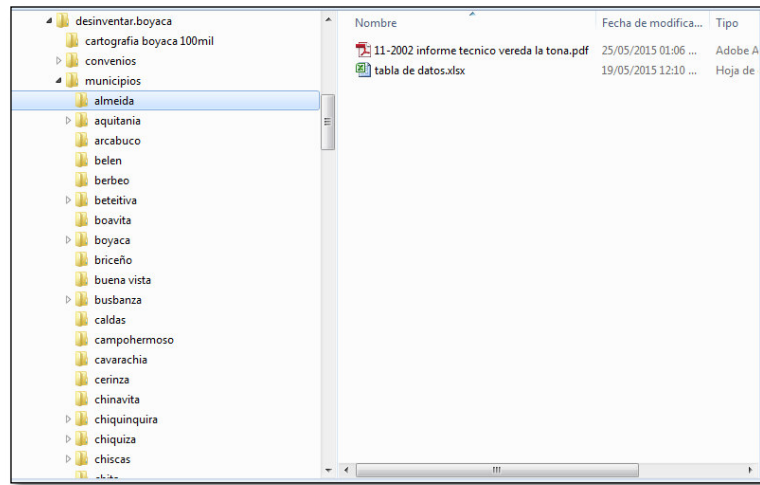 desinventar.boyaca
cartografia boyaca 100mil
convenios
municipios
almeida
aquitania
arcabuco
belen
berbeo
beteitiva
boavita
boyaca
briceño
buena vista
busbanza
caldas
campohermoso
cavarachia
cerinza
chinavita
chiquinquira
chiquiza
chiscas
Nombre Fecha de modifica... Tipo
11-2002 informe tecnico vereda la tona.pdf 25/05/2015 01:06 ... Adobe A
tabla de datos.xlsx 19/05/2015 12:10 ... Hoja de